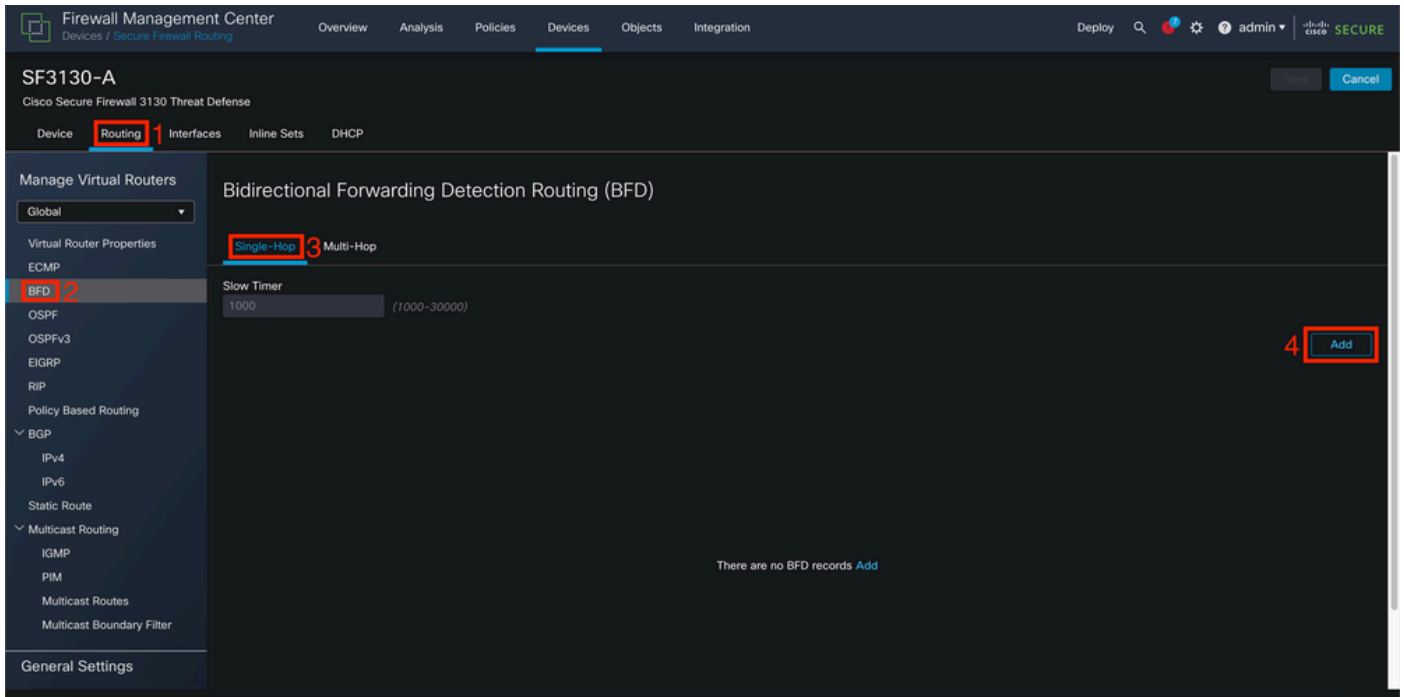 Firewall Management Center
Devices / Secure Firewall Routing
Overview Analysis Policies Devices Objects Integration
Deploy 7 ? admin cisco SECURE
SF3130-A
Save Cancel
Cisco Secure Firewall 3130 Threat Defense
Device Routing 1 Interfaces Inline Sets DHCP
Manage Virtual Routers
Global
Virtual Router Properties
ECMP
BFD 2
OSPF
OSPFv3
EIGRP
RIP
Policy Based Routing
BGP
IPv4
IPv6
Static Route
Multicast Routing
IGMP
PIM
Multicast Routes
Multicast Boundary Filter
General Settings
Bidirectional Forwarding Detection Routing (BFD)
Single-Hop 3 Multi-Hop
Slow Timer
1000 (1000-30000)
4 Add
There are no BFD records Add